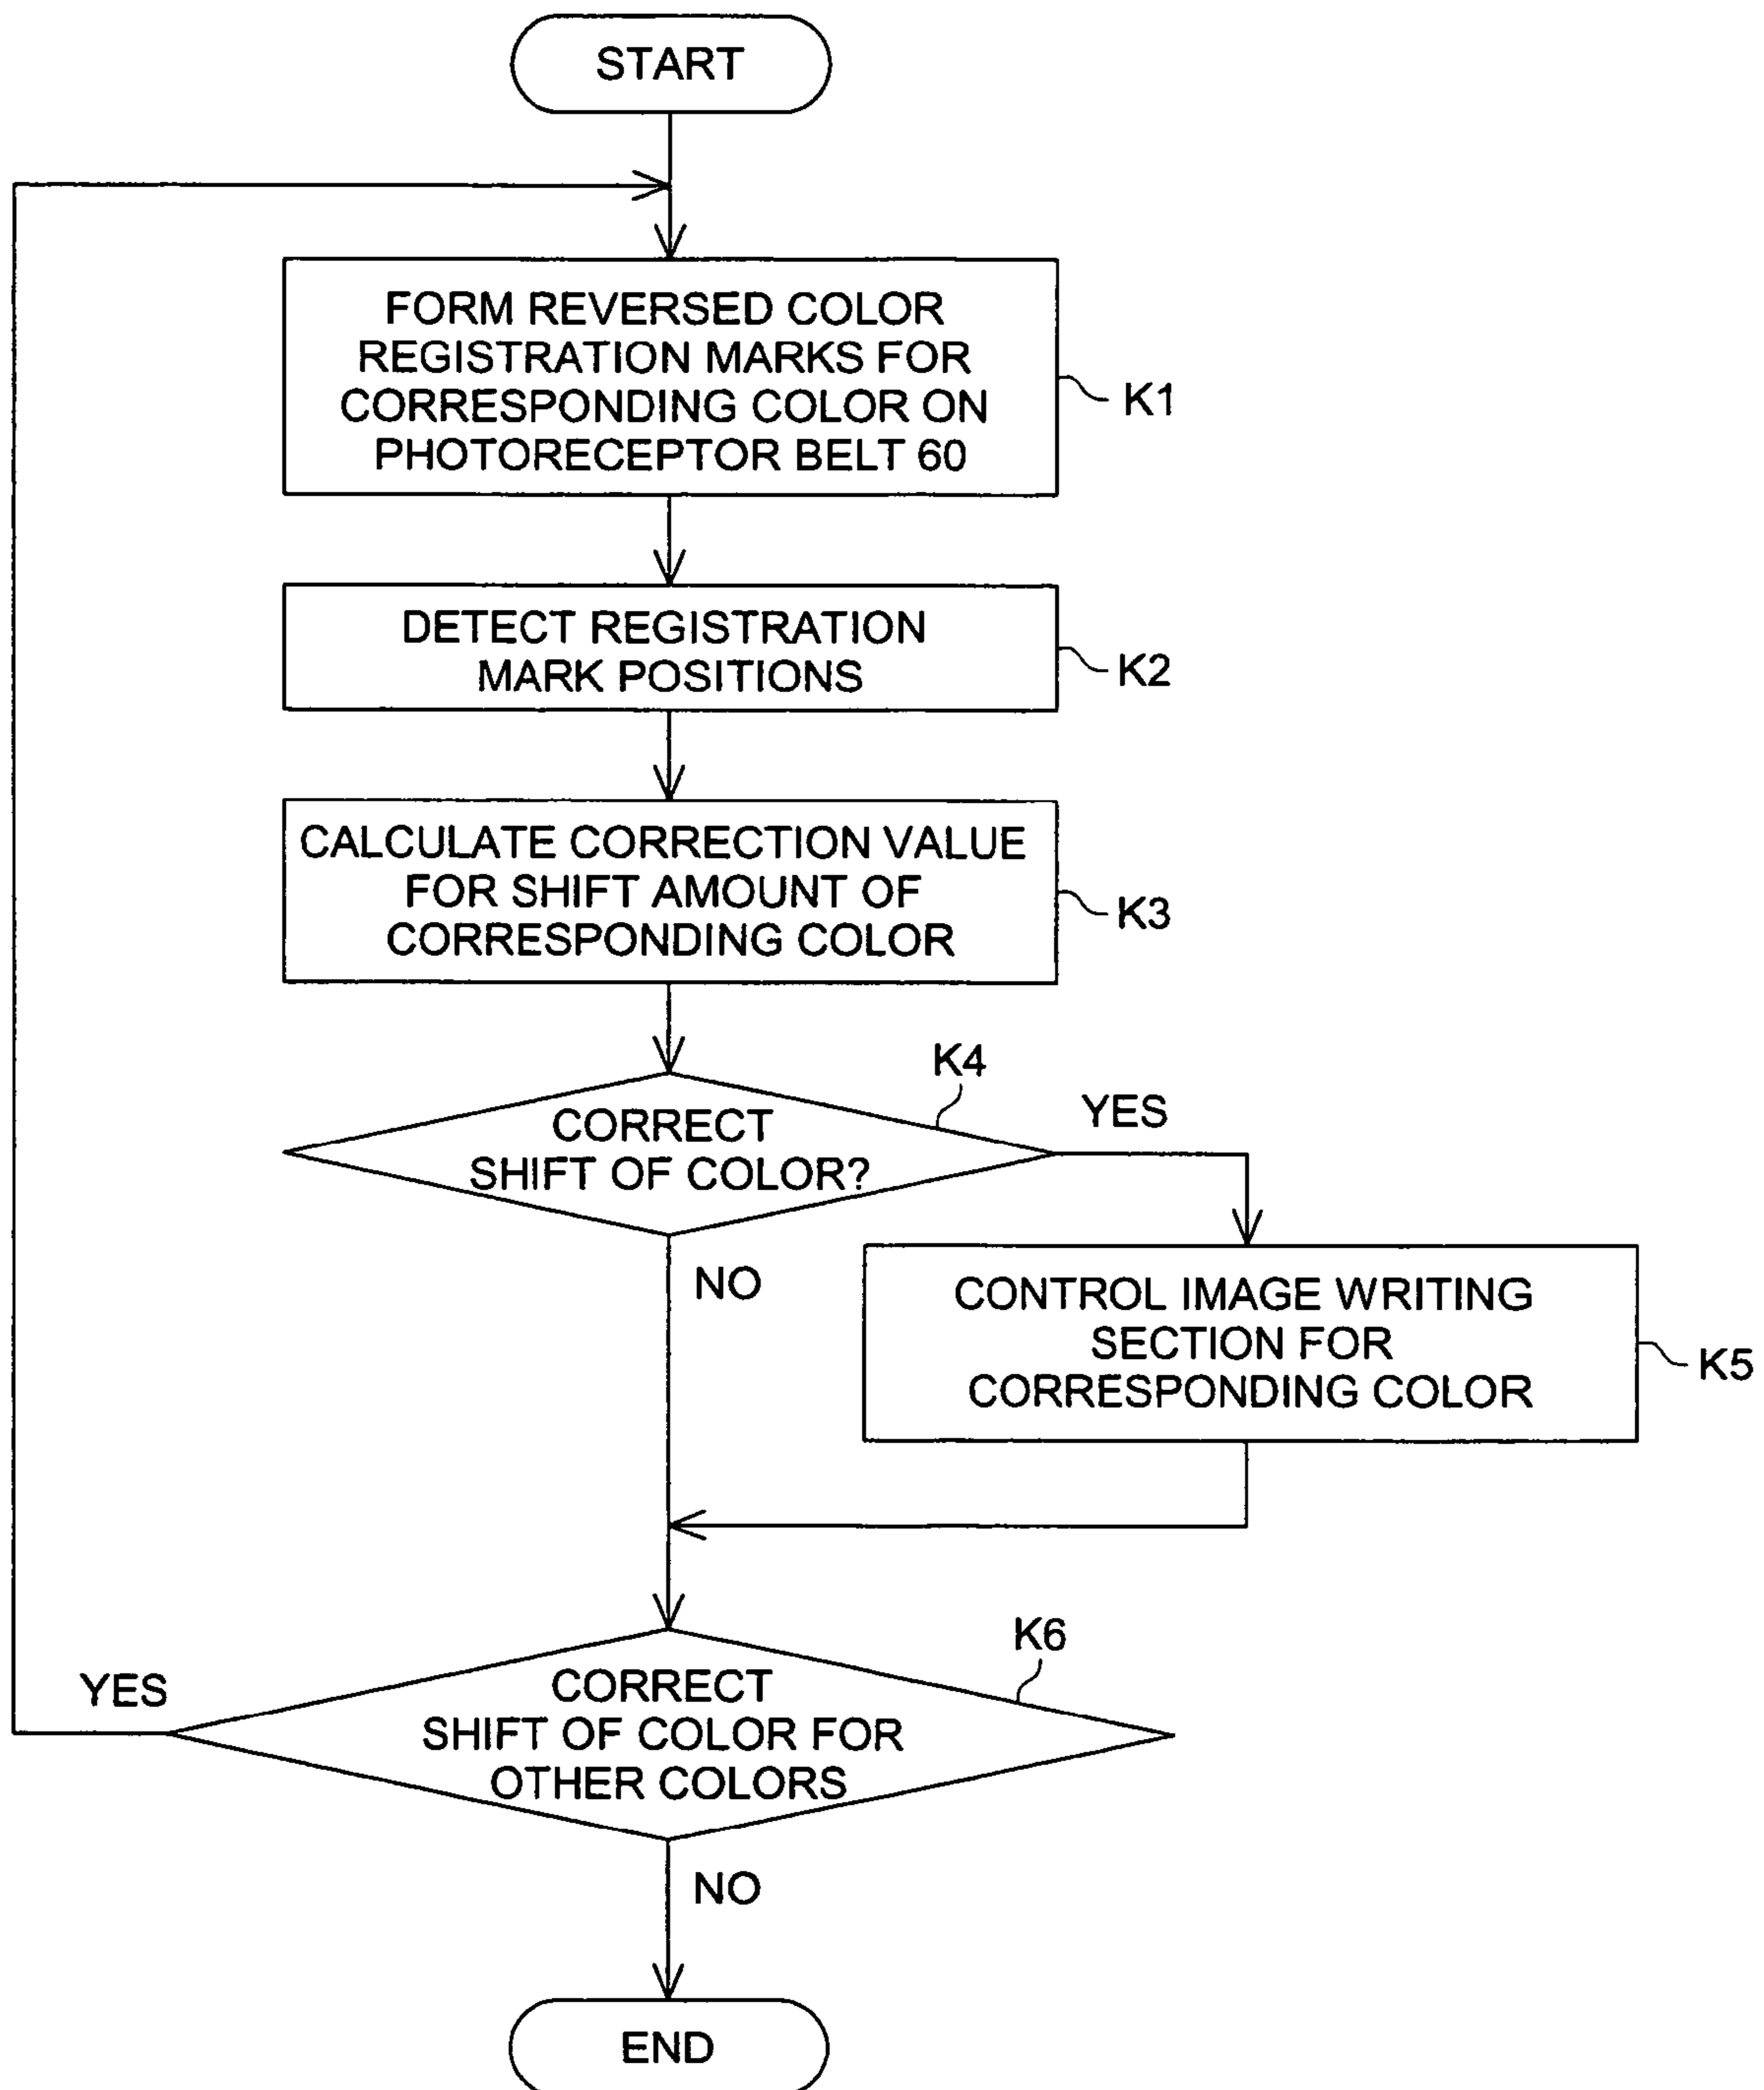 START
FORM REVERSED COLOR
REGISTRATION MARKS FOR
CORRESPONDING COLOR ON
PHOTORECEPTOR BELT 60
K1
DETECT REGISTRATION
MARK POSITIONS
K2
CALCULATE CORRECTION VALUE
FOR SHIFT AMOUNT OF
CORRESPONDING COLOR
K3
K4
CORRECT
SHIFT OF COLOR?
YES
NO
CONTROL IMAGE WRITING
SECTION FOR
CORRESPONDING COLOR
K5
K6
YES
CORRECT
SHIFT OF COLOR FOR
OTHER COLORS
NO
END